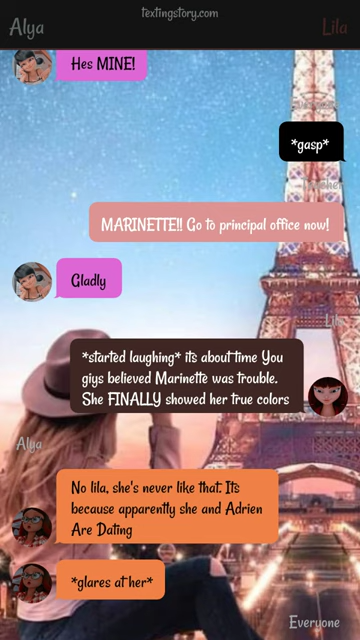 textingstory.com
Alya
Lila
Hes MINE!
*gasp*
MARINETTE!! Go to principal office now!
Gladly
*started laughing* its about time You
giys believed Marinette was trouble.
She FINALLY showed her true colors
Alya
No lila, she's never like that. Its
because apparently she and Adrien
Are Dating
*glares at her*
Everyone